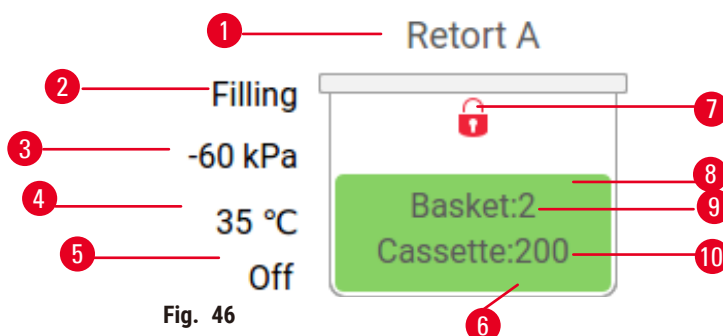 1 Retort A
2 Filling
7
3 -60 kPa
8
4 35 °C
Basket:2 9
5 Off
Cassette:200 10
Fig. 46
6